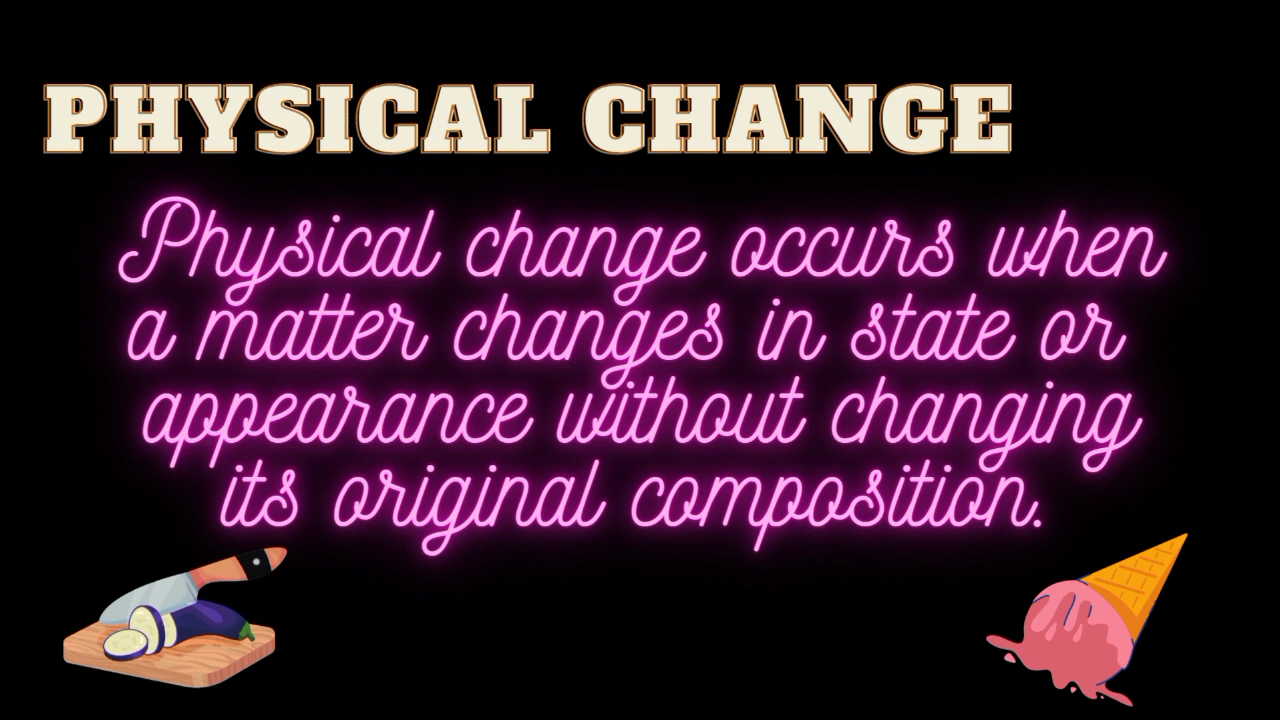 PHYSICAL CHANGE
Physical change occurs when
a matter changes in state or
appearance without changing
its original composition.